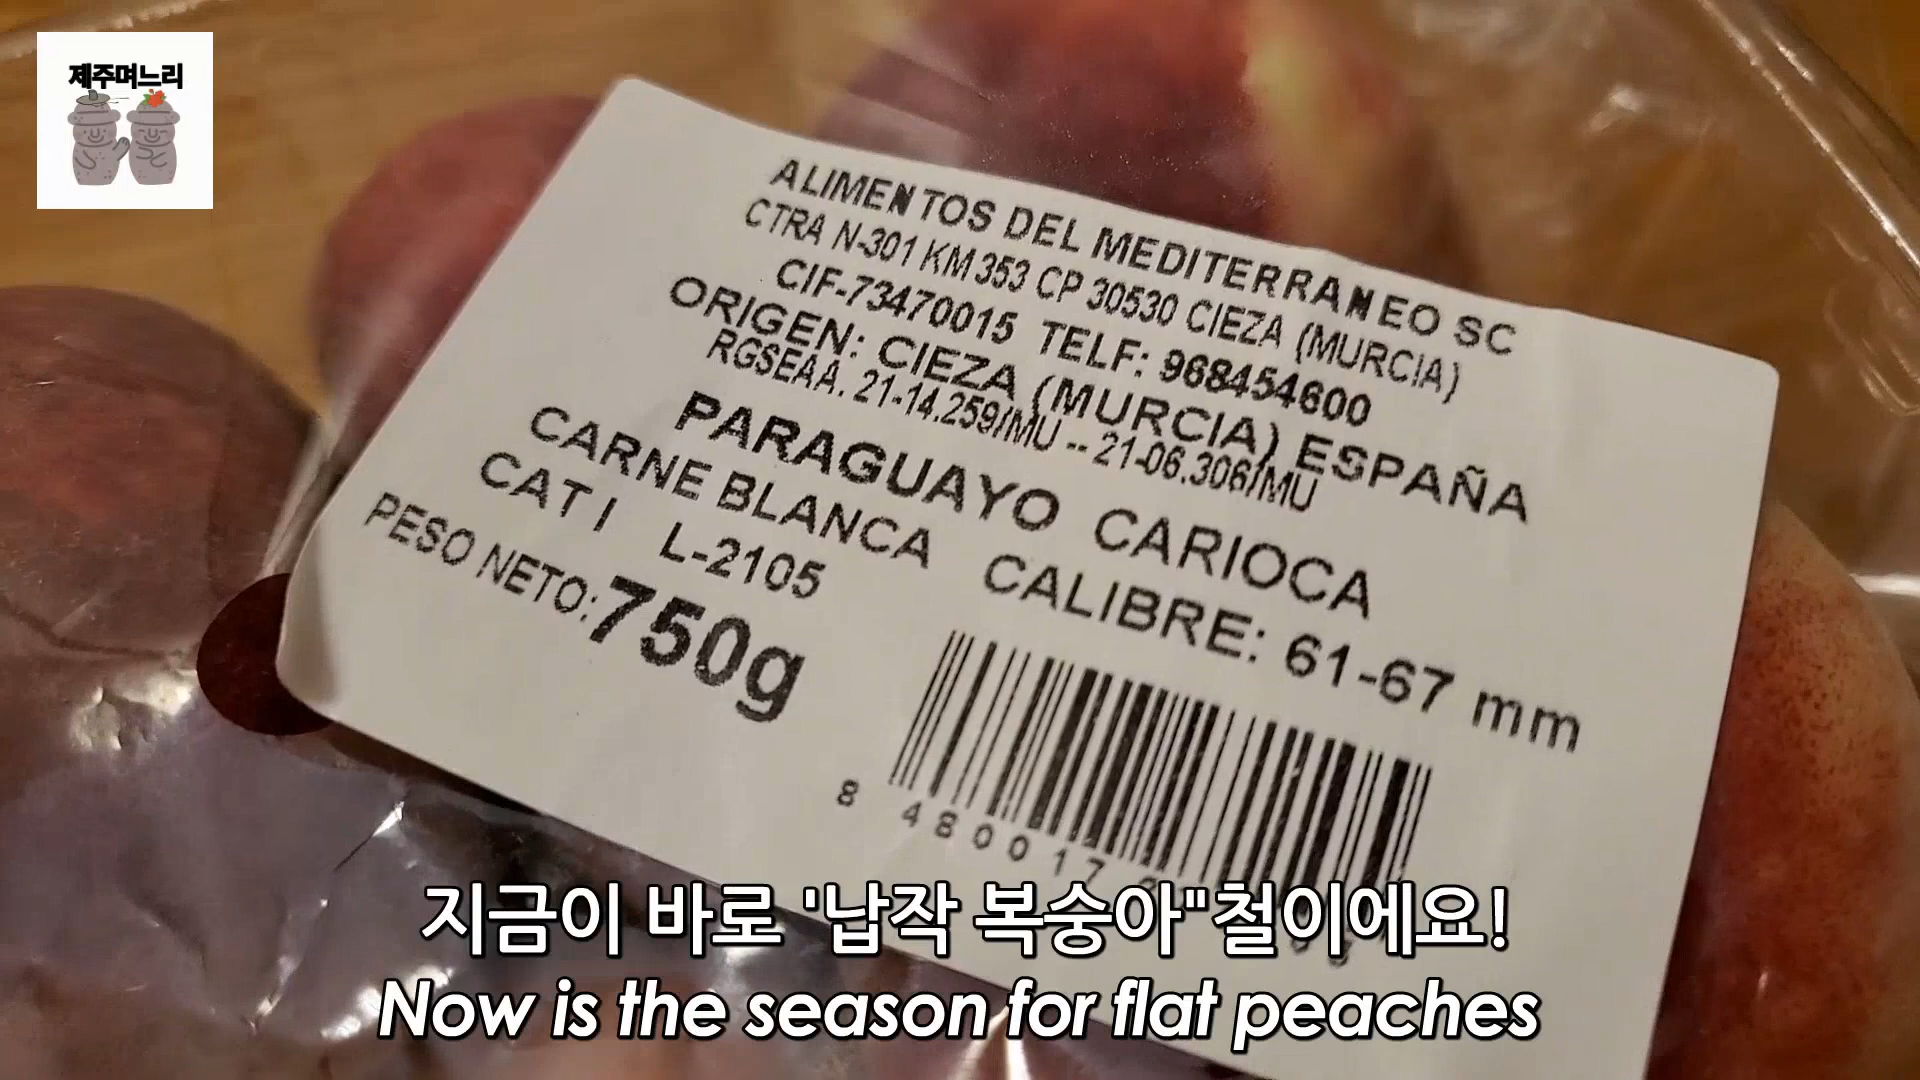 제주며느리
ALIMENTOS DEL MEDITERRANEO SC
CTRA N-301 KM 353 CP 30530 CIEZA (MURCIA)
CIF-73470015 TELF: 968454600
ORIGEN: CIEZA (MURCIA) ESPAÑA
RGSEAA. 21-14.259/MU -- 21-06.306/MU
PARAGUAYO CARIOCA
CARNE BLANCA CALIBRE: 61-67 mm
CAT I L-2105
PESO NETO: 750g
8 480017
지금이 바로 '납작 복숭아"철이에요!
Now is the season for flat peaches